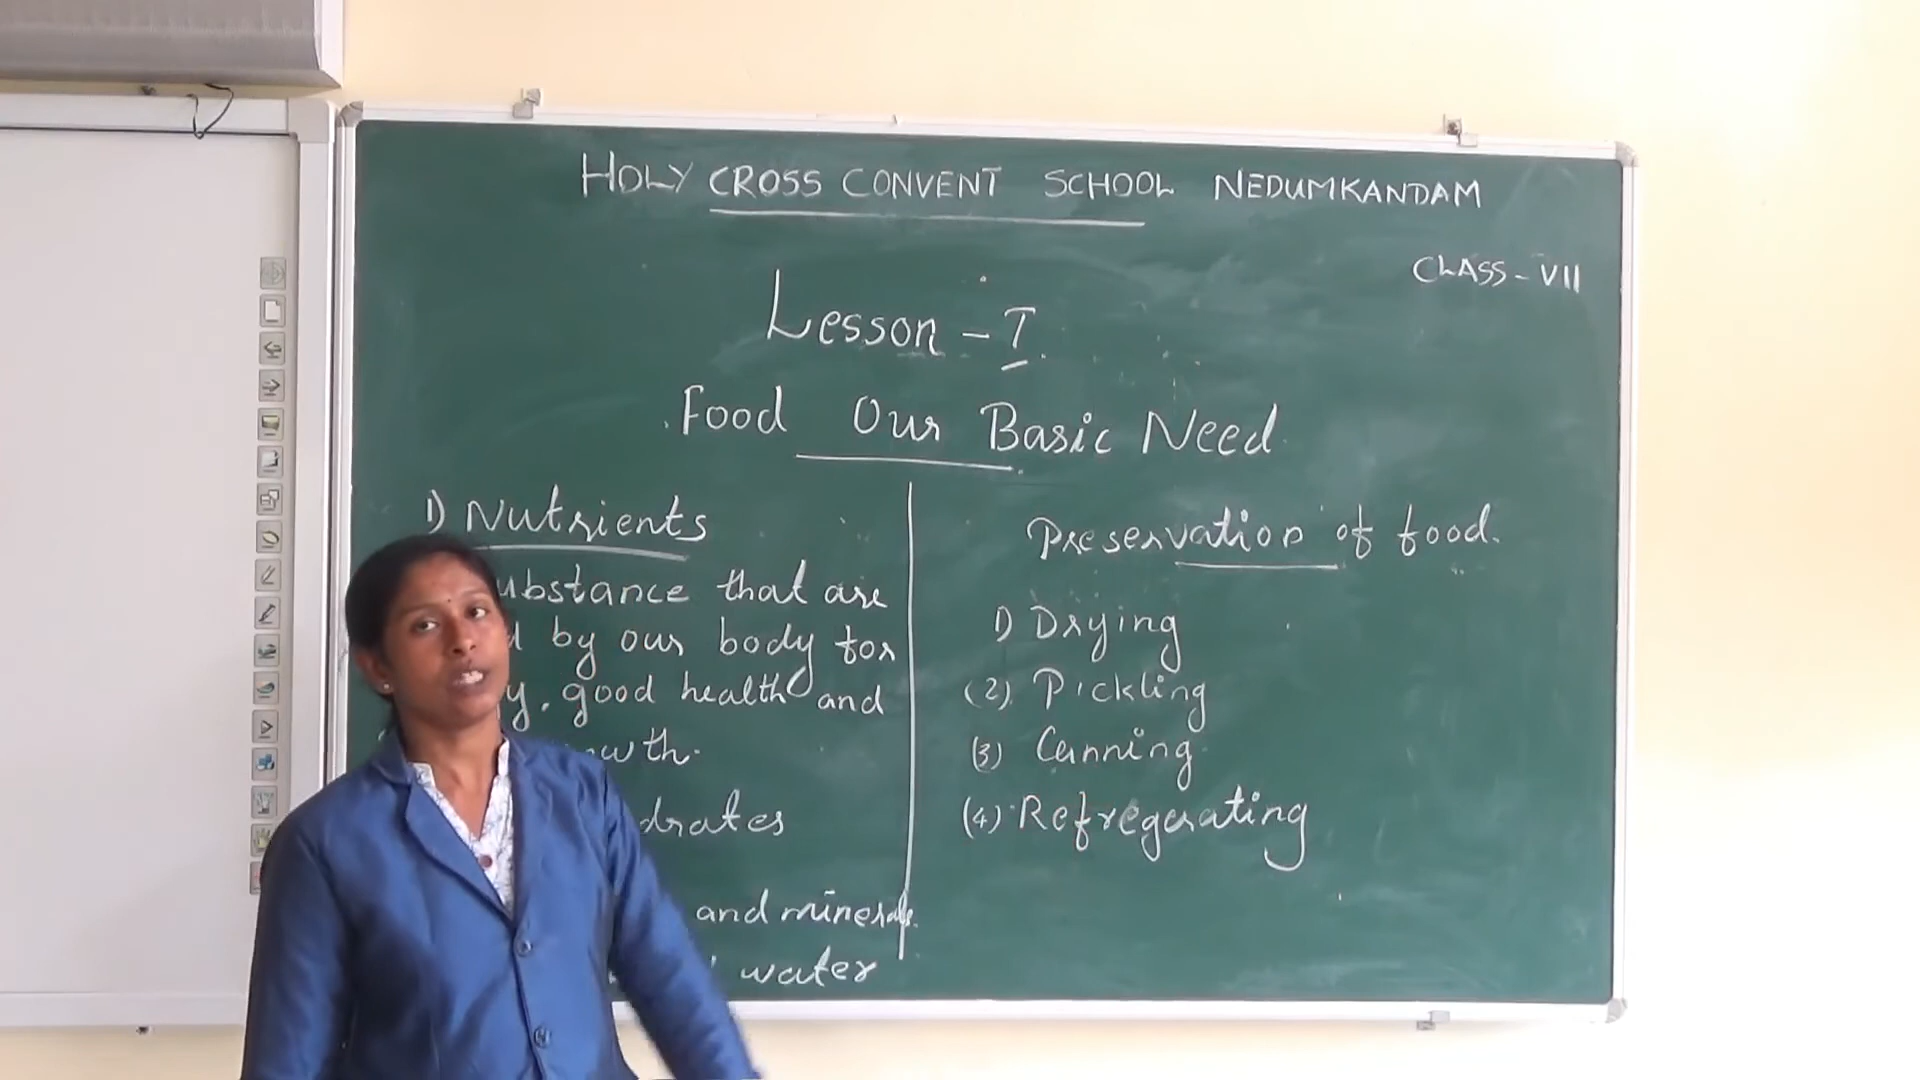 HOLY CROSS CONVENT SCHOOL NEDUMKANDAM
CLASS - VII
Lesson - I
Food Our Basic Need
1) Nutrients
ubstance that are
by our body for
y, good health and
wth.
drates
and minerals.
water
Preservation of food.
1) Drying
(2) Pickling
(3) Canning
(4) Refregerating